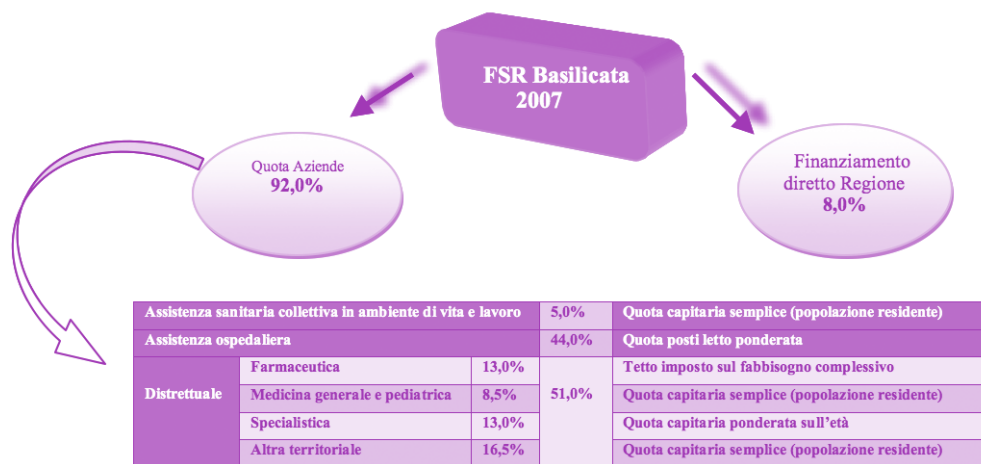 FSR Basilicata
2007
Quota Aziende
92,0%
Finanziamento
diretto Regione
8,0%
Assistenza sanitaria collettiva in ambiente di vita e lavoro 5,0% Quota capitaria semplice (popolazione residente)
Assistenza ospedaliera 44,0% Quota posti letto ponderata
Distrettuale 51,0%
Farmaceutica 13,0% Tetto imposto sul fabbisogno complessivo
Medicina generale e pediatrica 8,5% Quota capitaria semplice (popolazione residente)
Specialistica 13,0% Quota capitaria ponderata sull'età
Altra territoriale 16,5% Quota capitaria semplice (popolazione residente)